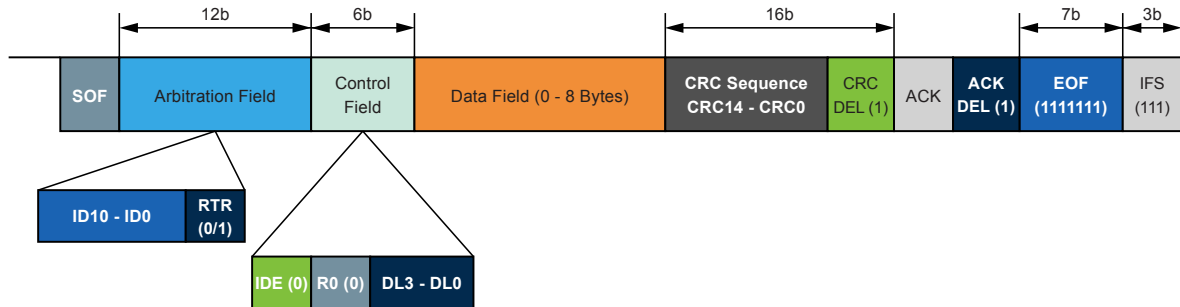 12b
6b
16b
7b
3b
SOF
Arbitration Field
Control
Field
Data Field (0 - 8 Bytes)
CRC Sequence
CRC14 - CRC0
CRC
DEL (1)
ACK
ACK
DEL (1)
EOF
(1111111)
IFS
(111)
ID10 - ID0
RTR
(0/1)
IDE (0)
R0 (0)
DL3 - DL0